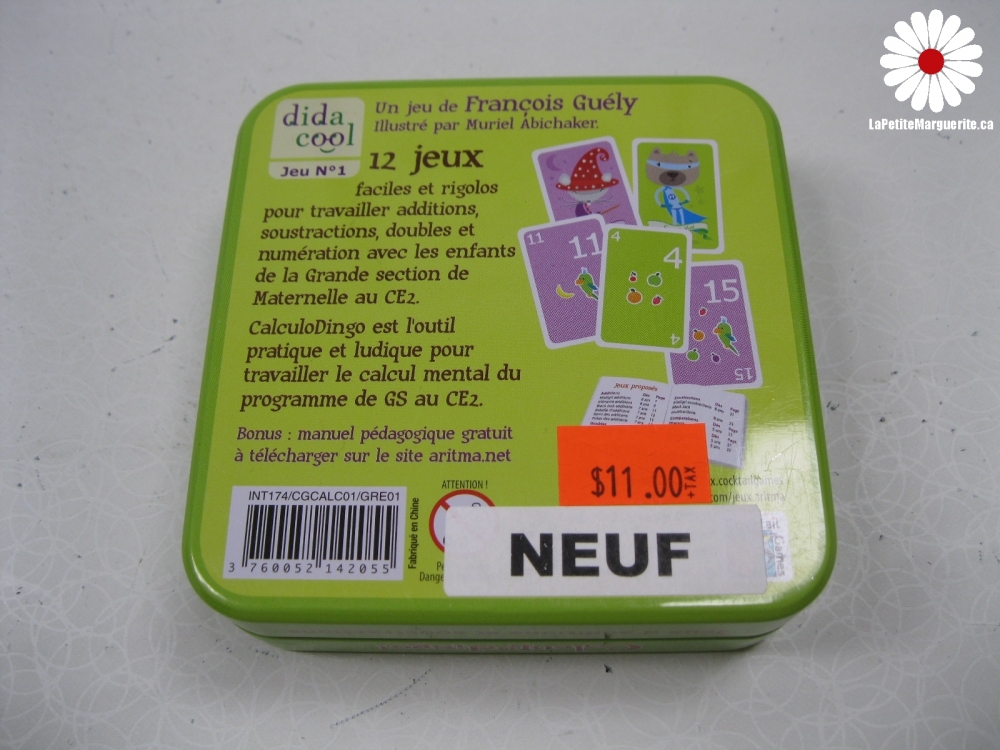 LaPetiteMarguerite.ca
dida
cool
Jeu N°1
Un jeu de François Guély
Illustré par Muriel Abichaker.
12 jeux
faciles et rigolos
pour travailler additions,
soustractions, doubles et
numération avec les enfants
de la Grande section de
Maternelle au CE2.
CalculoDingo est l'outil
pratique et ludique pour
travailler le calcul mental du
programme de GS au CE2.
Bonus : manuel pédagogique gratuit
à télécharger sur le site aritma.net
11
11
4
4
4
15
15
Jeux proposés
$11.00
+TAX
INT174/CGCALC01/GRE01
3 760052 142055
Fabriqué en Chine
ATTENTION !
NEUF